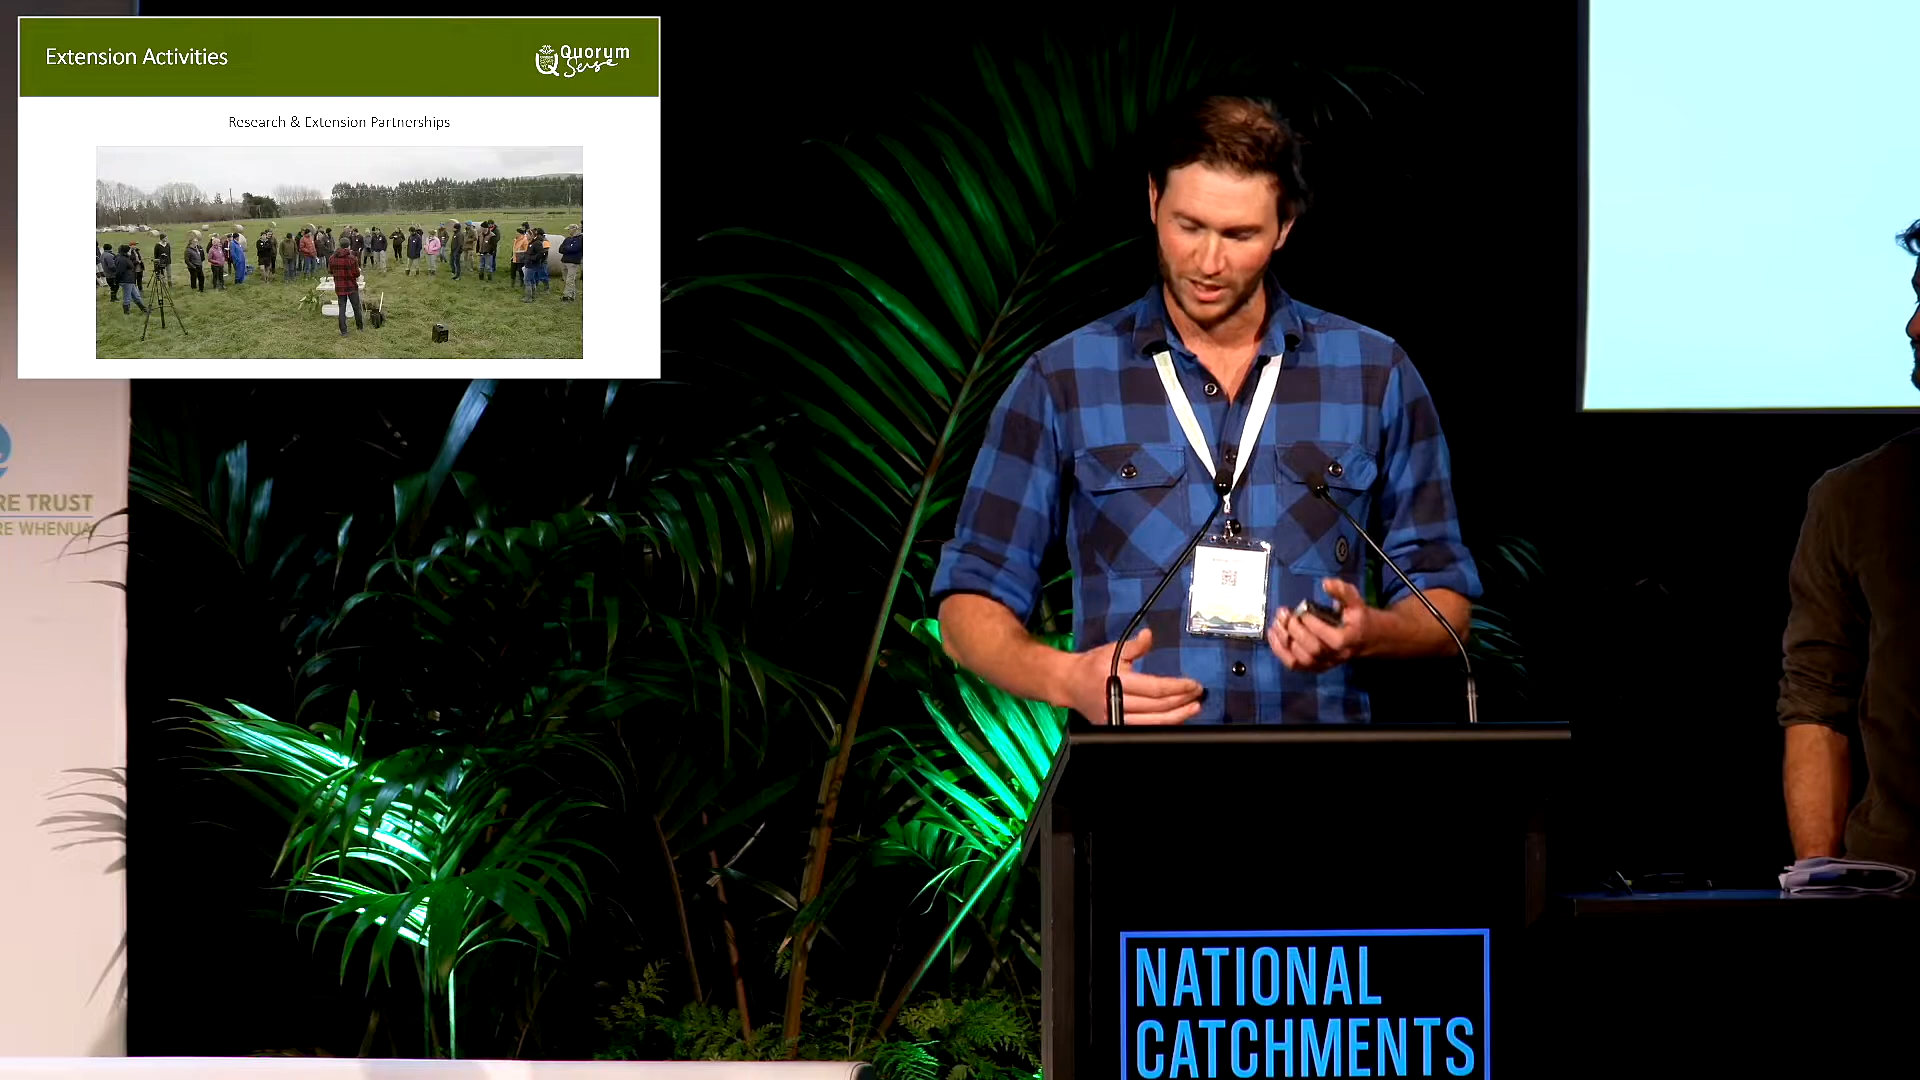 Extension Activities
Quorum
Sense
Research & Extension Partnerships
RE TRUST
RE WHENUA
NATIONAL
CATCHMENTS